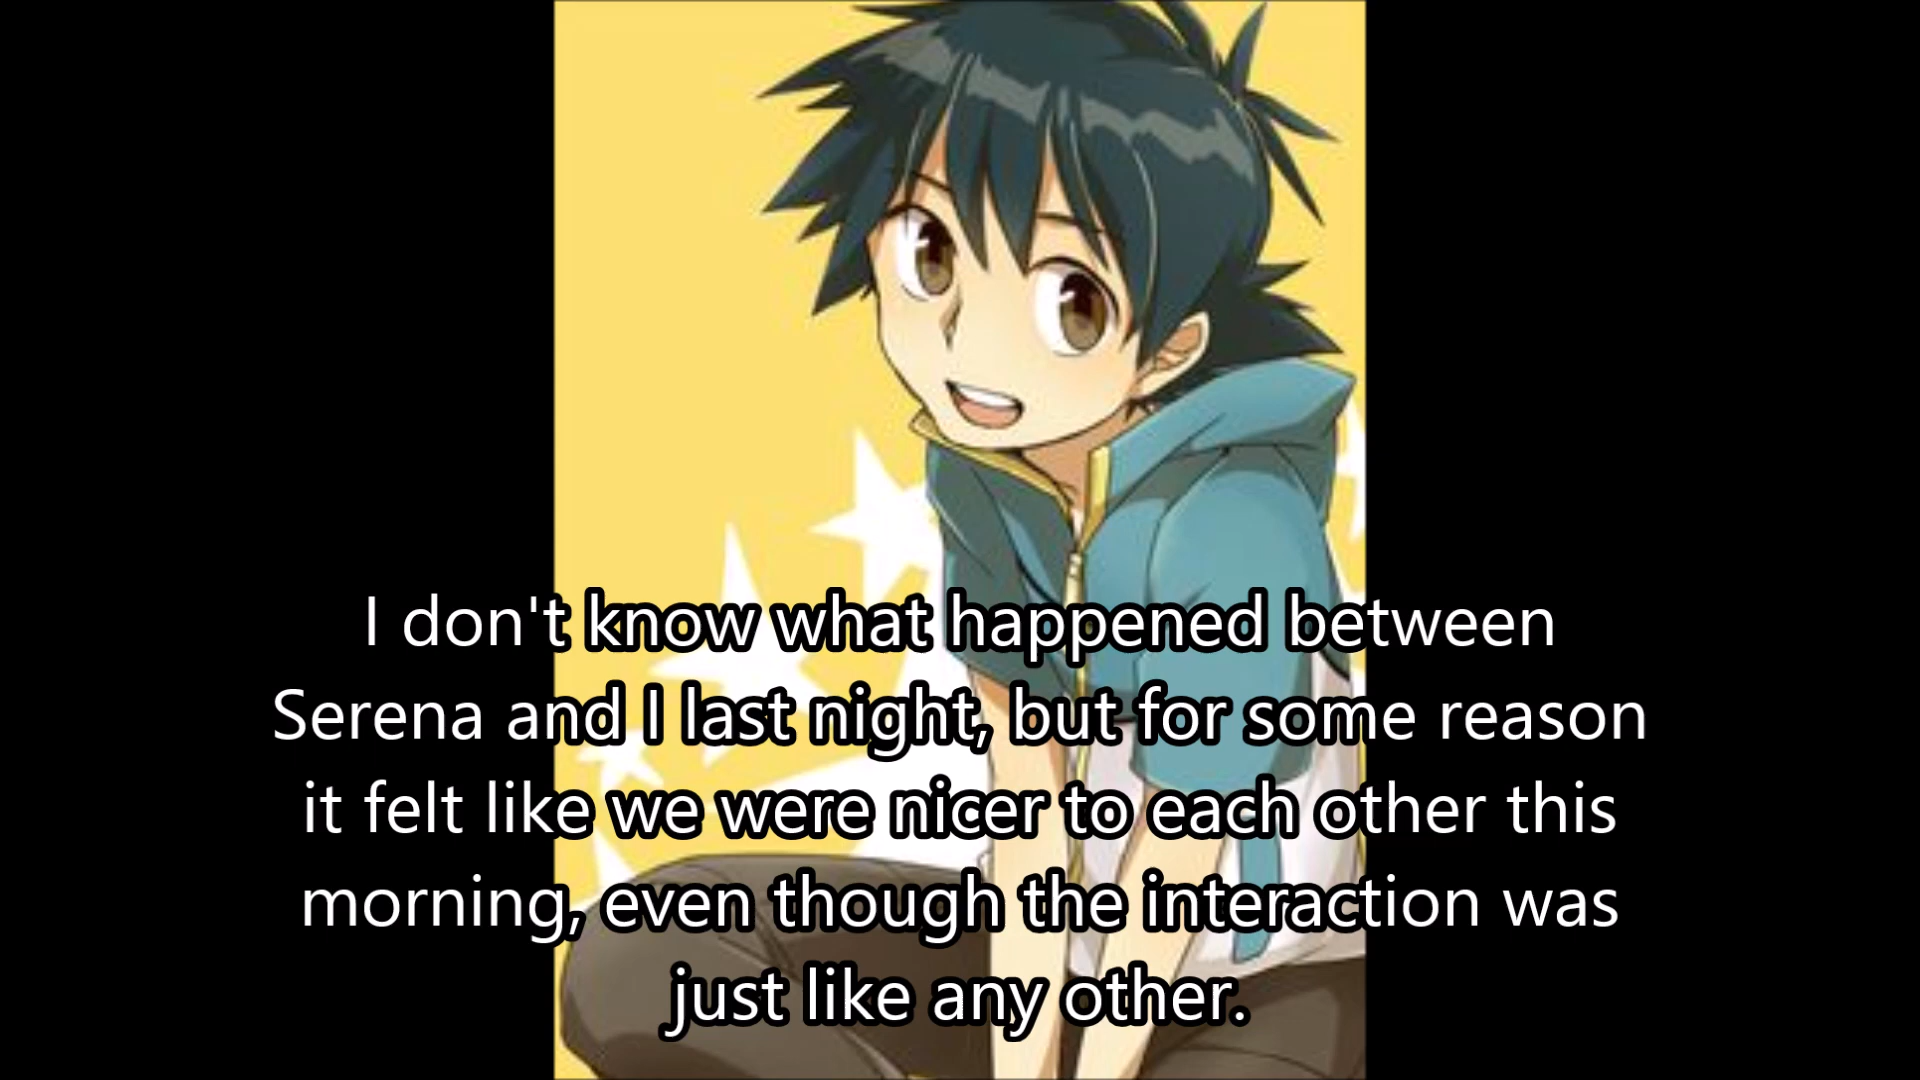 I don't know what happened between
Serena and I last night, but for some reason
it felt like we were nicer to each other this
morning, even though the interaction was
just like any other.